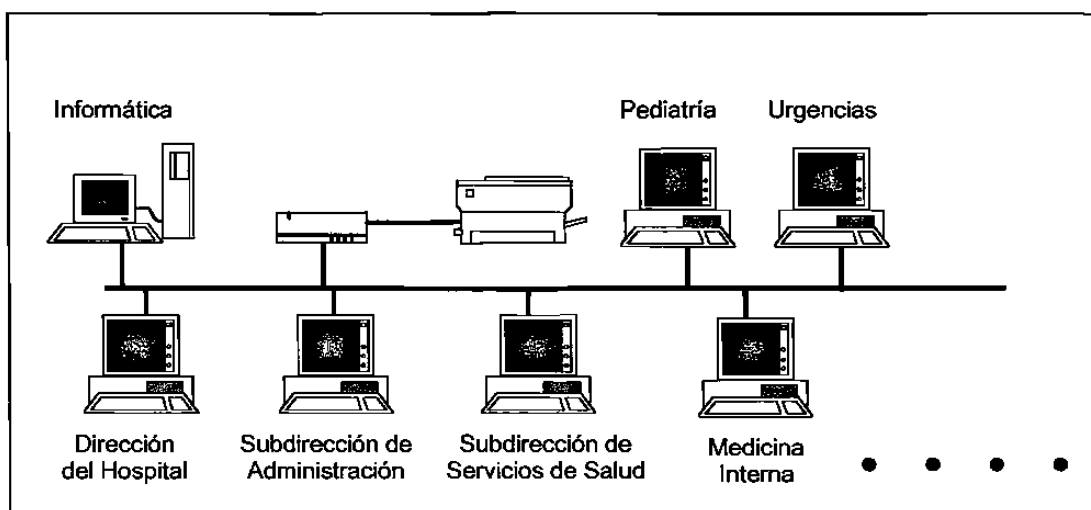 Informática
Pediatría
Urgencias
Dirección
del Hospital
Subdirección de
Administración
Subdirección de
Servicios de Salud
Medicina
Interna